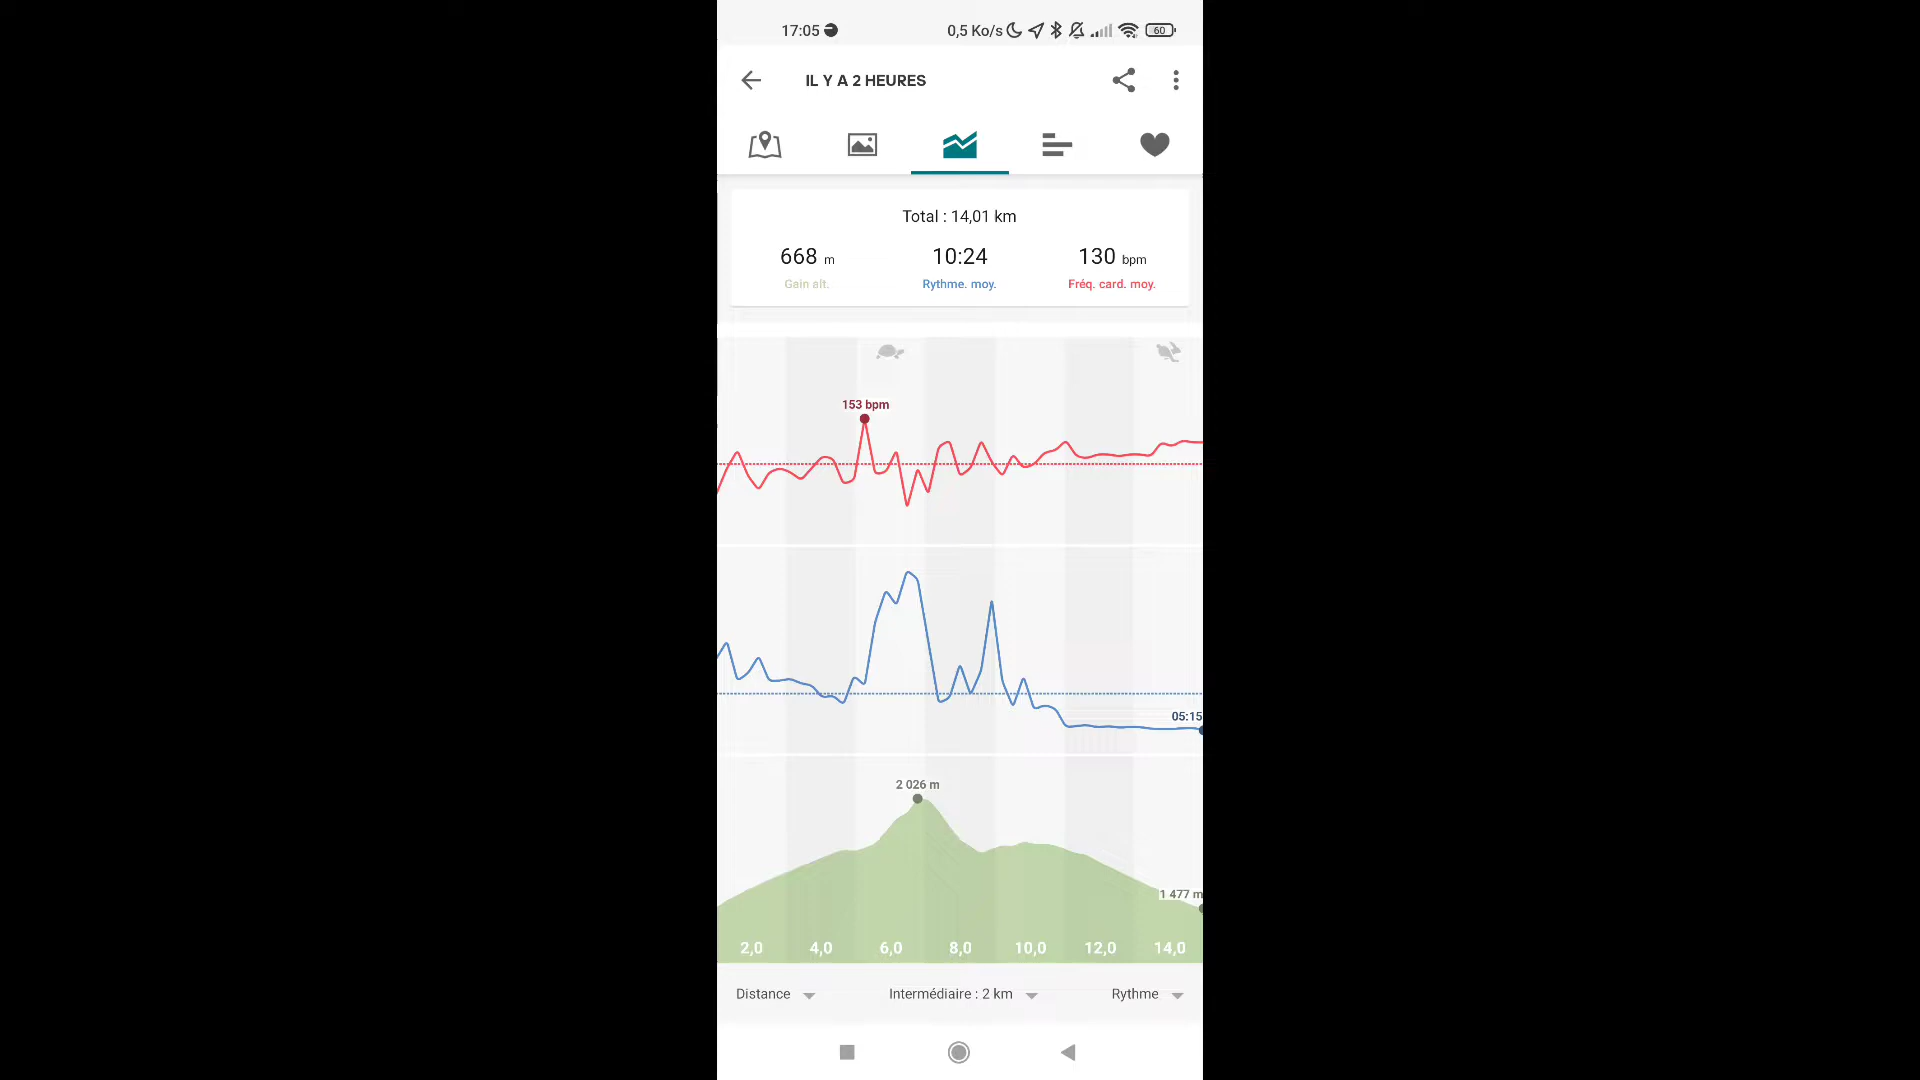 17:05 0,5 Ko/s 60
IL Y A 2 HEURES
Total : 14,01 km
668 m 10:24 130 bpm
Gain alt. Rythme. moy. Fréq. card. moy.
153 bpm
05:15
2 026 m
1 477 m
2,0 4,0 6,0 8,0 10,0 12,0 14,0
Distance Intermédiaire : 2 km Rythme